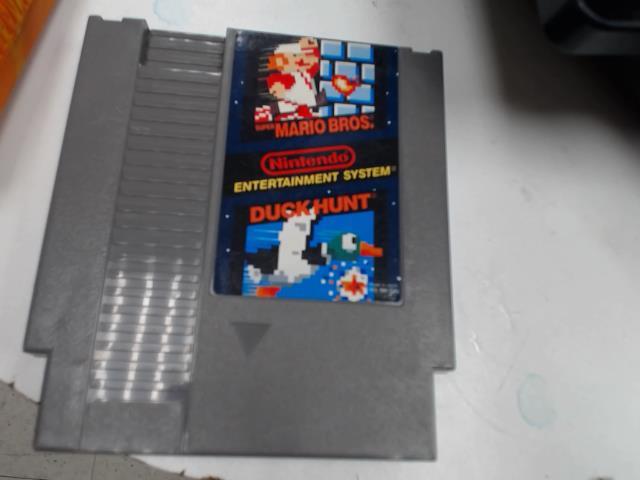 SUPER MARIO BROS.
Nintendo®
ENTERTAINMENT SYSTEM®
DUCK HUNT